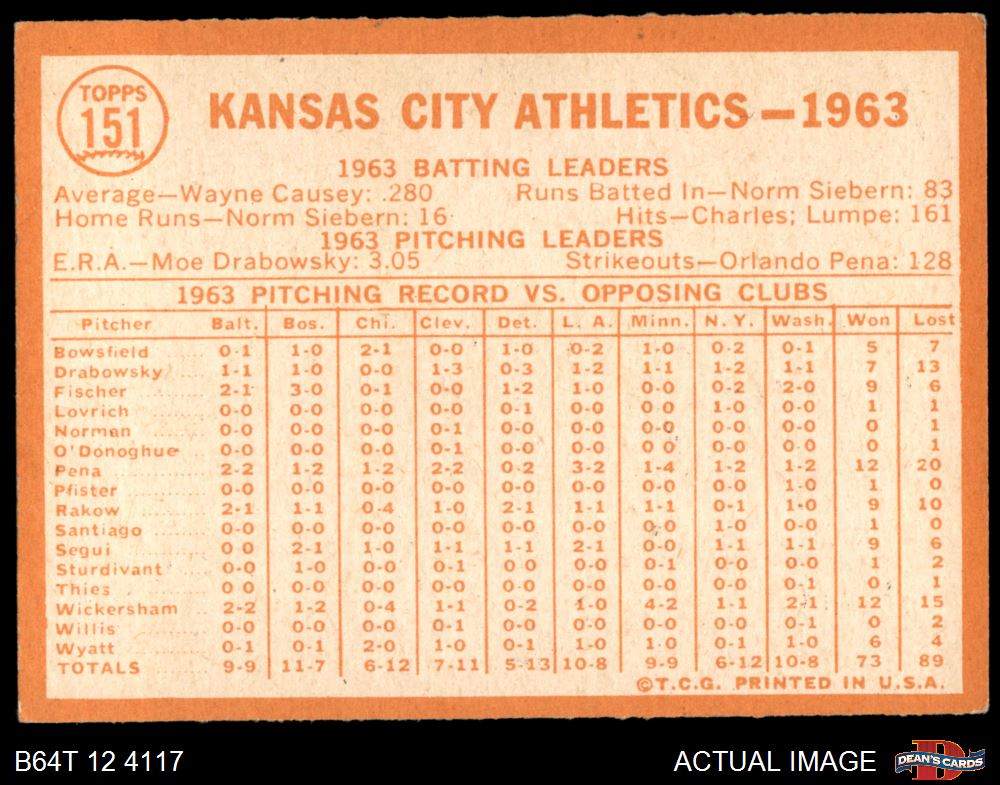 TOPPS
151
KANSAS CITY ATHLETICS—1963
1963 BATTING LEADERS
Average—Wayne Causey: .280 Runs Batted In—Norm Siebern: 83
Home Runs—Norm Siebern: 16 Hits—Charles; Lumpe: 161
1963 PITCHING LEADERS
E.R.A.—Moe Drabowsky: 3.05 Strikeouts—Orlando Pena: 128
1963 PITCHING RECORD VS. OPPOSING CLUBS
Pitcher Balt. Bos. Chi. Clev. Det. L. A. Minn. N. Y. Wash. Won Lost
Bowsfield 0-1 1-0 2-1 0-0 1-0 0-2 1-0 0-2 0-1 5 7
Drabowsky 1-1 1-0 0-0 1-3 0-3 1-2 1-1 1-2 1-1 7 13
Fischer 2-1 3-0 0-1 0-0 1-2 1-0 0-0 0-2 2-0 9 6
Lovrich 0-0 0-0 0-0 0-0 0-1 0-0 0 0 1-0 0-0 1 1
Norman 0-0 0-0 0-0 0-1 0-0 0-0 0-0 0-0 0-0 0 1
O'Donoghue 0-0 0-0 0-0 0-1 0-0 0-0 0-0 0-0 0-0 0 1
Pena 2-2 1-2 1-2 2-2 0-2 3-2 1-4 1-2 1-2 12 20
Pfister 0-0 0-0 0-0 0-0 0-0 0-0 0-0 0-0 1-0 1 0
Rakow 2-1 1-1 0-4 1-0 2-1 1-1 1-1 0-1 1-0 9 10
Santiago 0-0 0-0 0-0 0-0 0-0 0-0 0-0 1-0 0-0 1 0
Segui 0 0 2-1 1-0 1-1 1-1 2-1 0-0 1-1 1-1 9 6
Sturdivant 0-0 1-0 0-0 0-1 0-0 0-0 0-1 0-0 0-0 1 2
Thies 0 0 0-0 0-0 0-0 0-0 0-0 0-0 0-0 0-1 0 1
Wickersham 2-2 1-2 0-4 1-1 0-2 1-0 4-2 1-1 2-1 12 15
Willis 0-0 0-0 0-0 0-1 0-0 0-0 0-0 0-0 0-1 0 2
Wyatt 0-1 0-1 2-0 1-0 0-1 1-0 1-0 0-1 1-0 6 4
TOTALS 9-9 11-7 6-12 7-11 5-13 10-8 9-9 6-12 10-8 73 89
©T.C.G. PRINTED IN U.S.A.
B64T 12 4117 ACTUAL IMAGE
D
DEAN'S CARDS